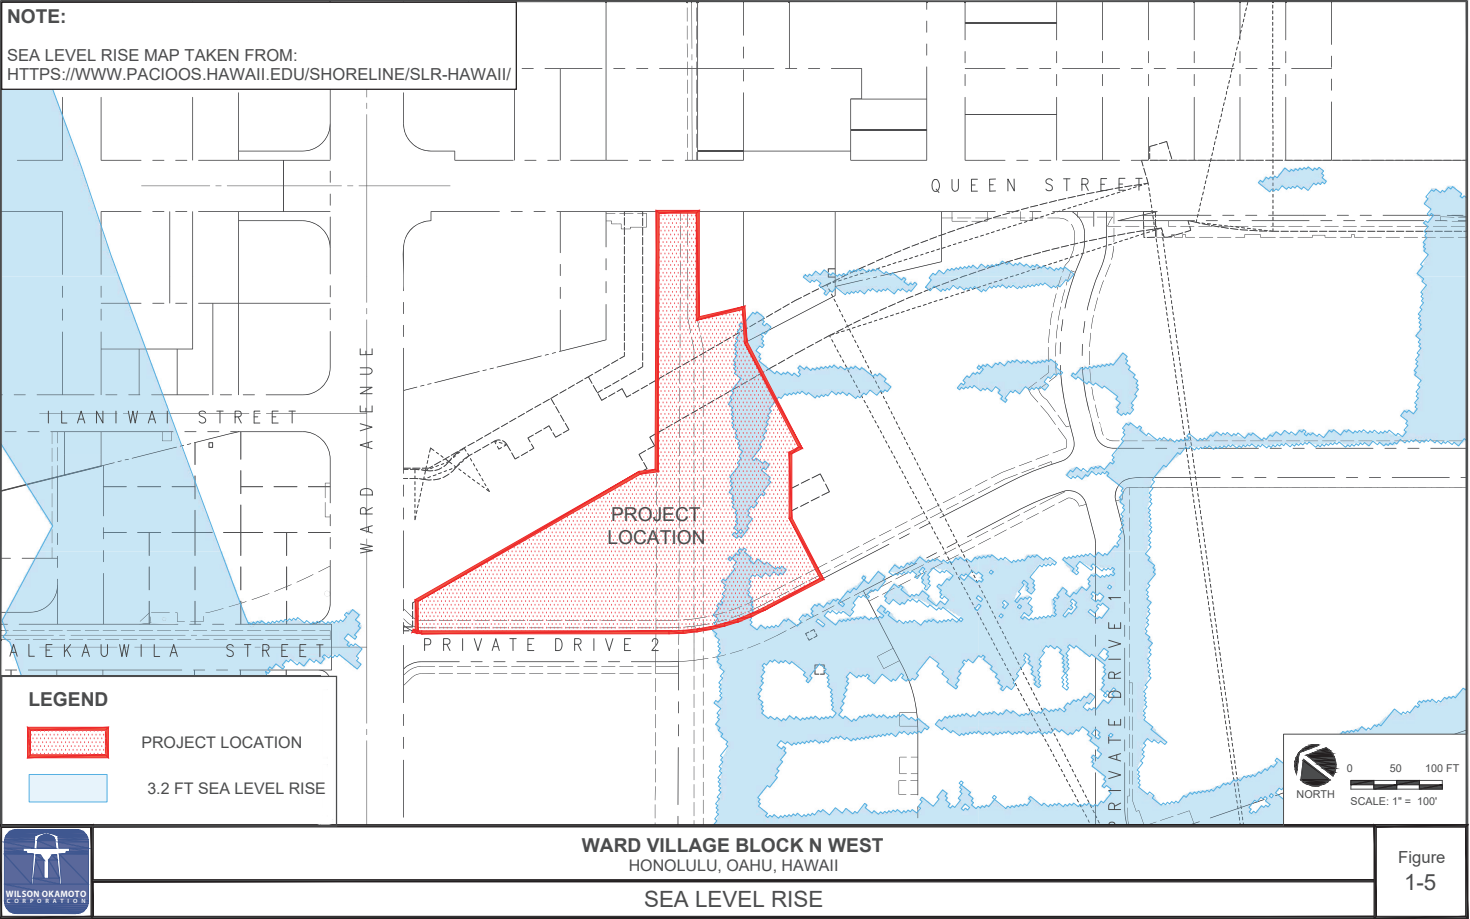 NOTE:
SEA LEVEL RISE MAP TAKEN FROM:
HTTPS://WWW.PACIOOS.HAWAII.EDU/SHORELINE/SLR-HAWAII/
QUEEN STREET
ILANIWAI STREET
WARD AVENUE
PROJECT
LOCATION
PRIVATE DRIVE 2
ALEKAUWILA STREET
PRIVATE DRIVE 1
LEGEND
PROJECT LOCATION
3.2 FT SEA LEVEL RISE
NORTH
0 50 100 FT
SCALE: 1" = 100'
WILSON OKAMOTO
CORPORATION
WARD VILLAGE BLOCK N WEST
HONOLULU, OAHU, HAWAII
SEA LEVEL RISE
Figure
1-5